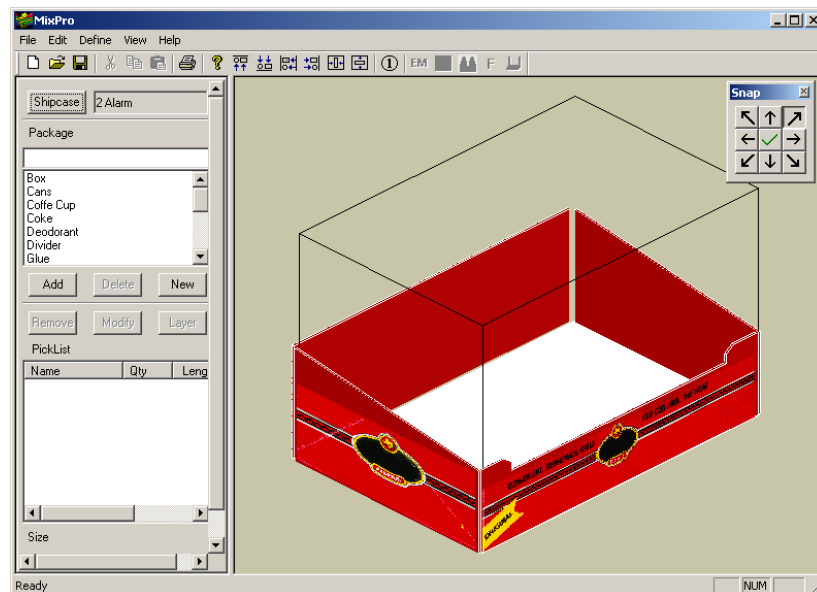 MixPro
File Edit Define View Help
EM F
Shipcase 2 Alarm
Package
Box
Cans
Coffe Cup
Coke
Deodorant
Divider
Glue
Add Delete New
Remove Modify Layer
PickList
Name Qty Leng
Size
Ready NUM
Snap
ORIGINAL